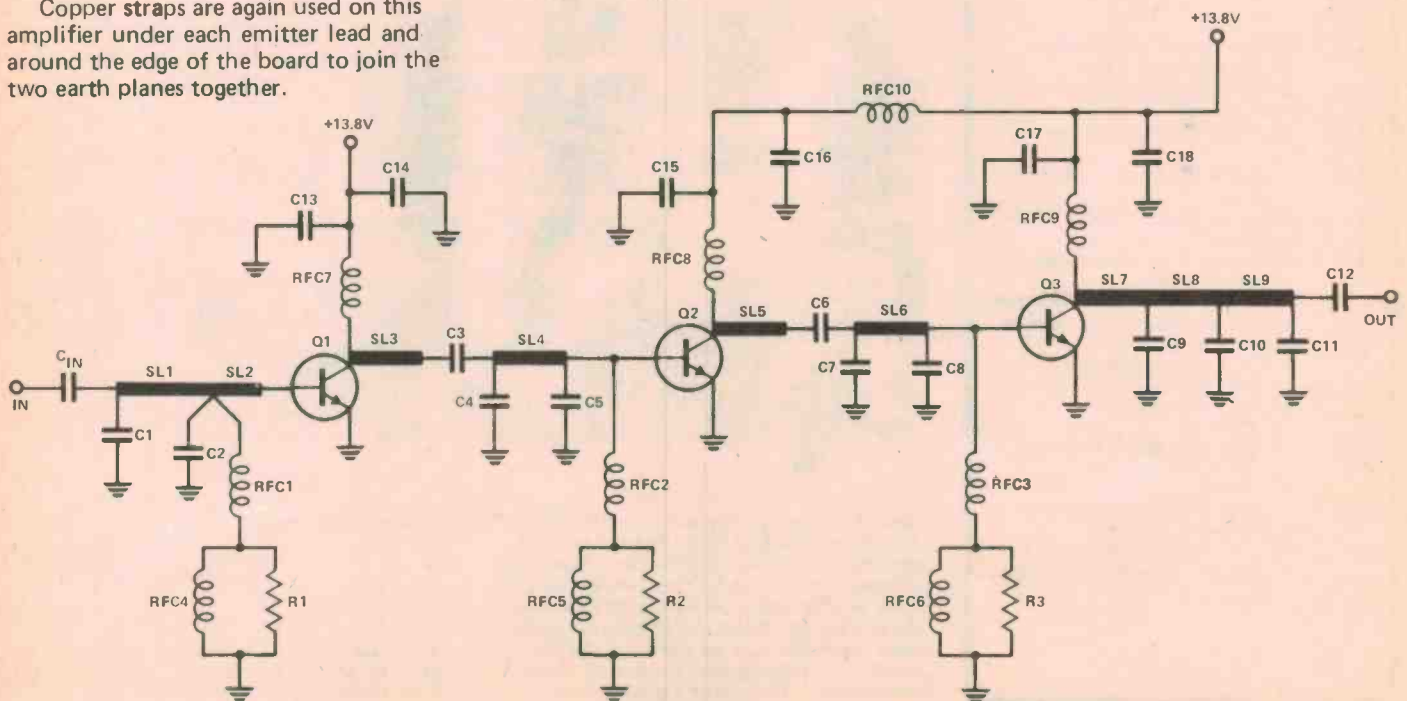 Copper straps are again used on this
amplifier under each emitter lead and
around the edge of the board to join the
two earth planes together.
+13.8V
RFC10
+13.8V
C17
C14
C15
C16
C18
C13
RFC9
RFC7
RFC8
SL7 SL8 SL9 C12
Q3
Q2
SL5 C6 SL6
OUT
Q1
SL3 C3 SL4
C9 C10 C11
CIN
C7 C8
SL1 SL2
IN
C4 C5
C1
C2
RFC1
RFC2
RFC3
RFC4 R1
RFC5 R2
RFC6 R3